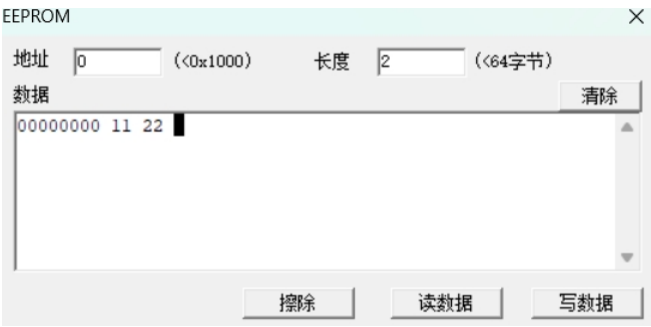 EEPROM
地址 0 (<0x1000) 长度 2 (<64字节)
数据 清除
00000000 11 22
擦除 读数据 写数据